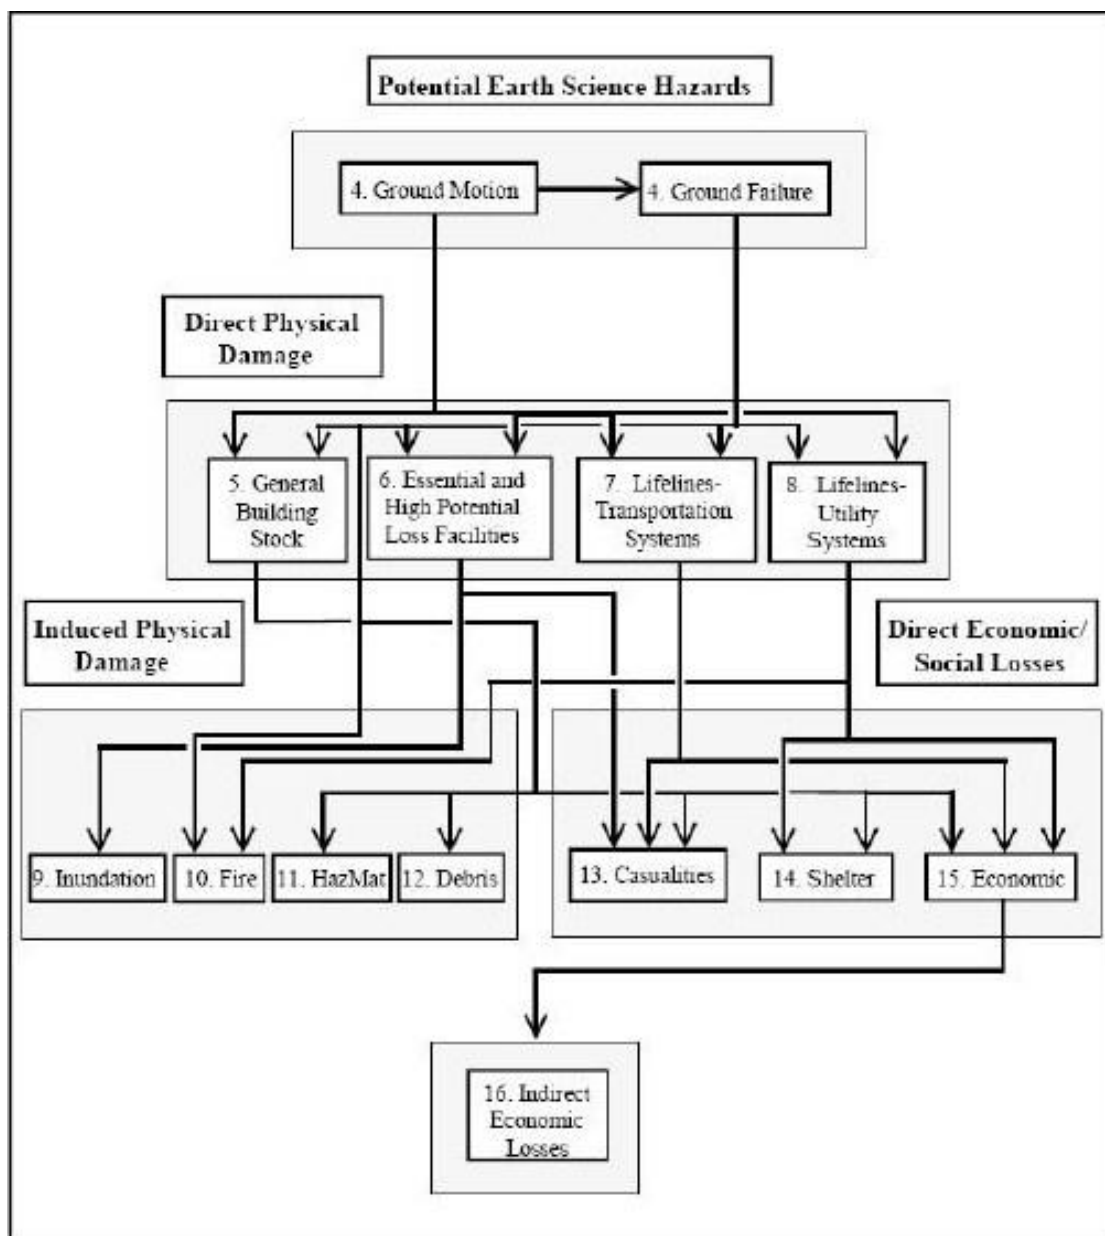 Potential Earth Science Hazards
4. Ground Motion
4. Ground Failure
Direct Physical
Damage
5. General
Building
Stock
6. Essential and
High Potential
Loss Facilities
7. Lifelines-
Transportation
Systems
8. Lifelines-
Utility
Systems
Induced Physical
Damage
Direct Economic/
Social Losses
9. Inundation
10. Fire
11. HazMat
12. Debris
13. Casualities
14. Shelter
15. Economic
16. Indirect
Economic
Losses